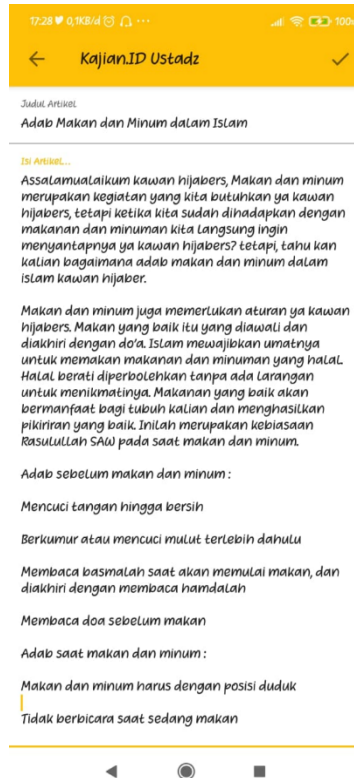 17:28 0,1KB/d ...
100
Kajian.ID Ustadz
Judul Artikel
Adab Makan dan Minum dalam Islam
Isi Artikel...
Assalamualaikum kawan hijabers, Makan dan minum
merupakan kegiatan yang kita butuhkan ya kawan
hijabers, tetapi ketika kita sudah dihadapkan dengan
makanan dan minuman kita langsung ingin
menyantapnya ya kawan hijabers? tetapi, tahu kan
kalian bagaimana adab makan dan minum dalam
islam kawan hijaber.
Makan dan minum juga memerlukan aturan ya kawan
hijabers. Makan yang baik itu yang diawali dan
diakhiri dengan do'a. Islam mewajibkan umatnya
untuk memakan makanan dan minuman yang halal.
Halal berati diperbolehkan tanpa ada larangan
untuk menikmatinya. Makanan yang baik akan
bermanfaat bagi tubuh kalian dan menghasilkan
pikiriran yang baik. Inilah merupakan kebiasaan
Rasulullah SAW pada saat makan dan minum.
Adab sebelum makan dan minum :
Mencuci tangan hingga bersih
Berkumur atau mencuci mulut terlebih dahulu
Membaca basmalah saat akan memulai makan, dan
diakhiri dengan membaca hamdalah
Membaca doa sebelum makan
Adab saat makan dan minum :
Makan dan minum harus dengan posisi duduk
Tidak berbicara saat sedang makan